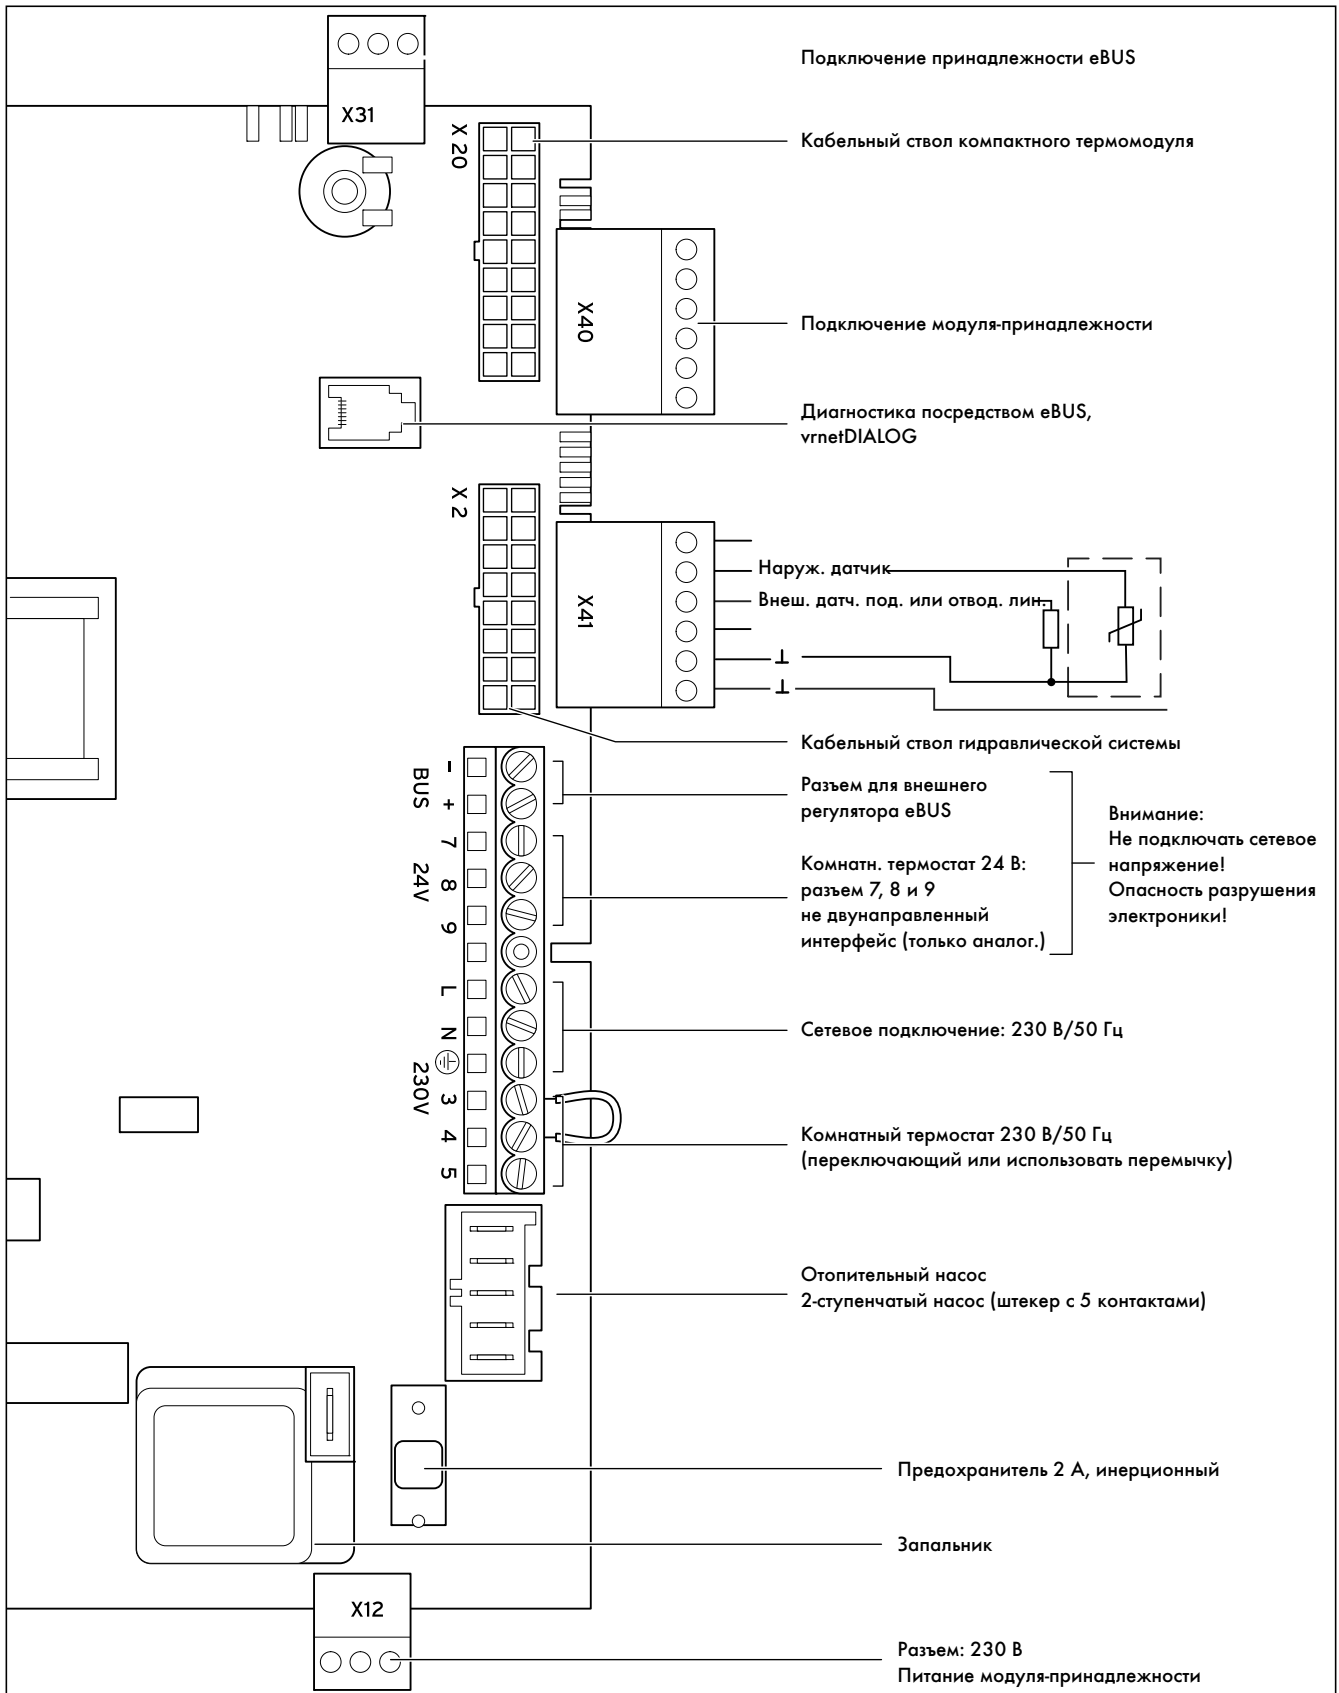 Подключение принадлежности eBUS
X31
X 20
Кабельный ствол компактного термомодуля
X40
Подключение модуля-принадлежности
Диагностика посредством eBUS,
vrnetDIALOG
X 2
X41
Наруж. датчик
Внеш. датч. под. или отвод. лин.
Кабельный ствол гидравлической системы
BUS
-
+
Разъем для внешнего
регулятора eBUS
24V
7
8
9
Комнатн. термостат 24 В:
разъем 7, 8 и 9
не двунаправленный
интерфейс (только аналог.)
Внимание:
Не подключать сетевое
напряжение!
Опасность разрушения
электроники!
L
N
Сетевое подключение: 230 В/50 Гц
230V
3
4
5
Комнатный термостат 230 В/50 Гц
(переключающий или использовать перемычку)
Отопительный насос
2-ступенчатый насос (штекер с 5 контактами)
Предохранитель 2 А, инерционный
Запальник
X12
Разъем: 230 В
Питание модуля-принадлежности